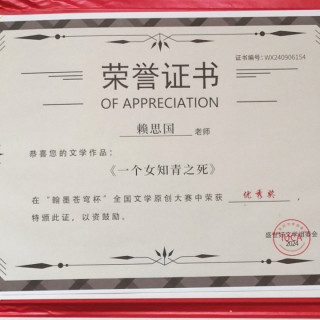 证书编号:WX240906154
荣誉证书
OF APPRECIATION
赖思国 老师
恭喜您的文学作品:
《一个女知青之死》
在“翰墨苍穹杯”全国文学原创大赛中荣获 优秀奖
特颁此证,以资鼓励。
2024